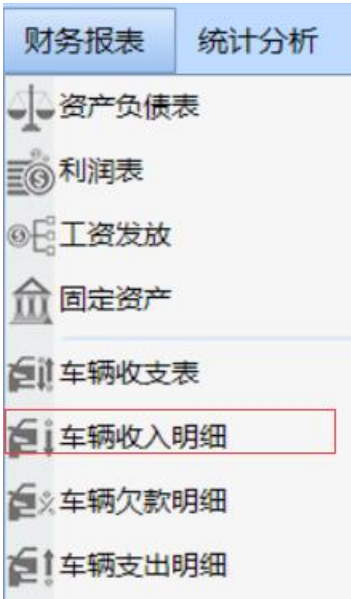 财务报表 统计分析
资产负债表
利润表
工资发放
固定资产
车辆收支表
车辆收入明细
车辆欠款明细
车辆支出明细